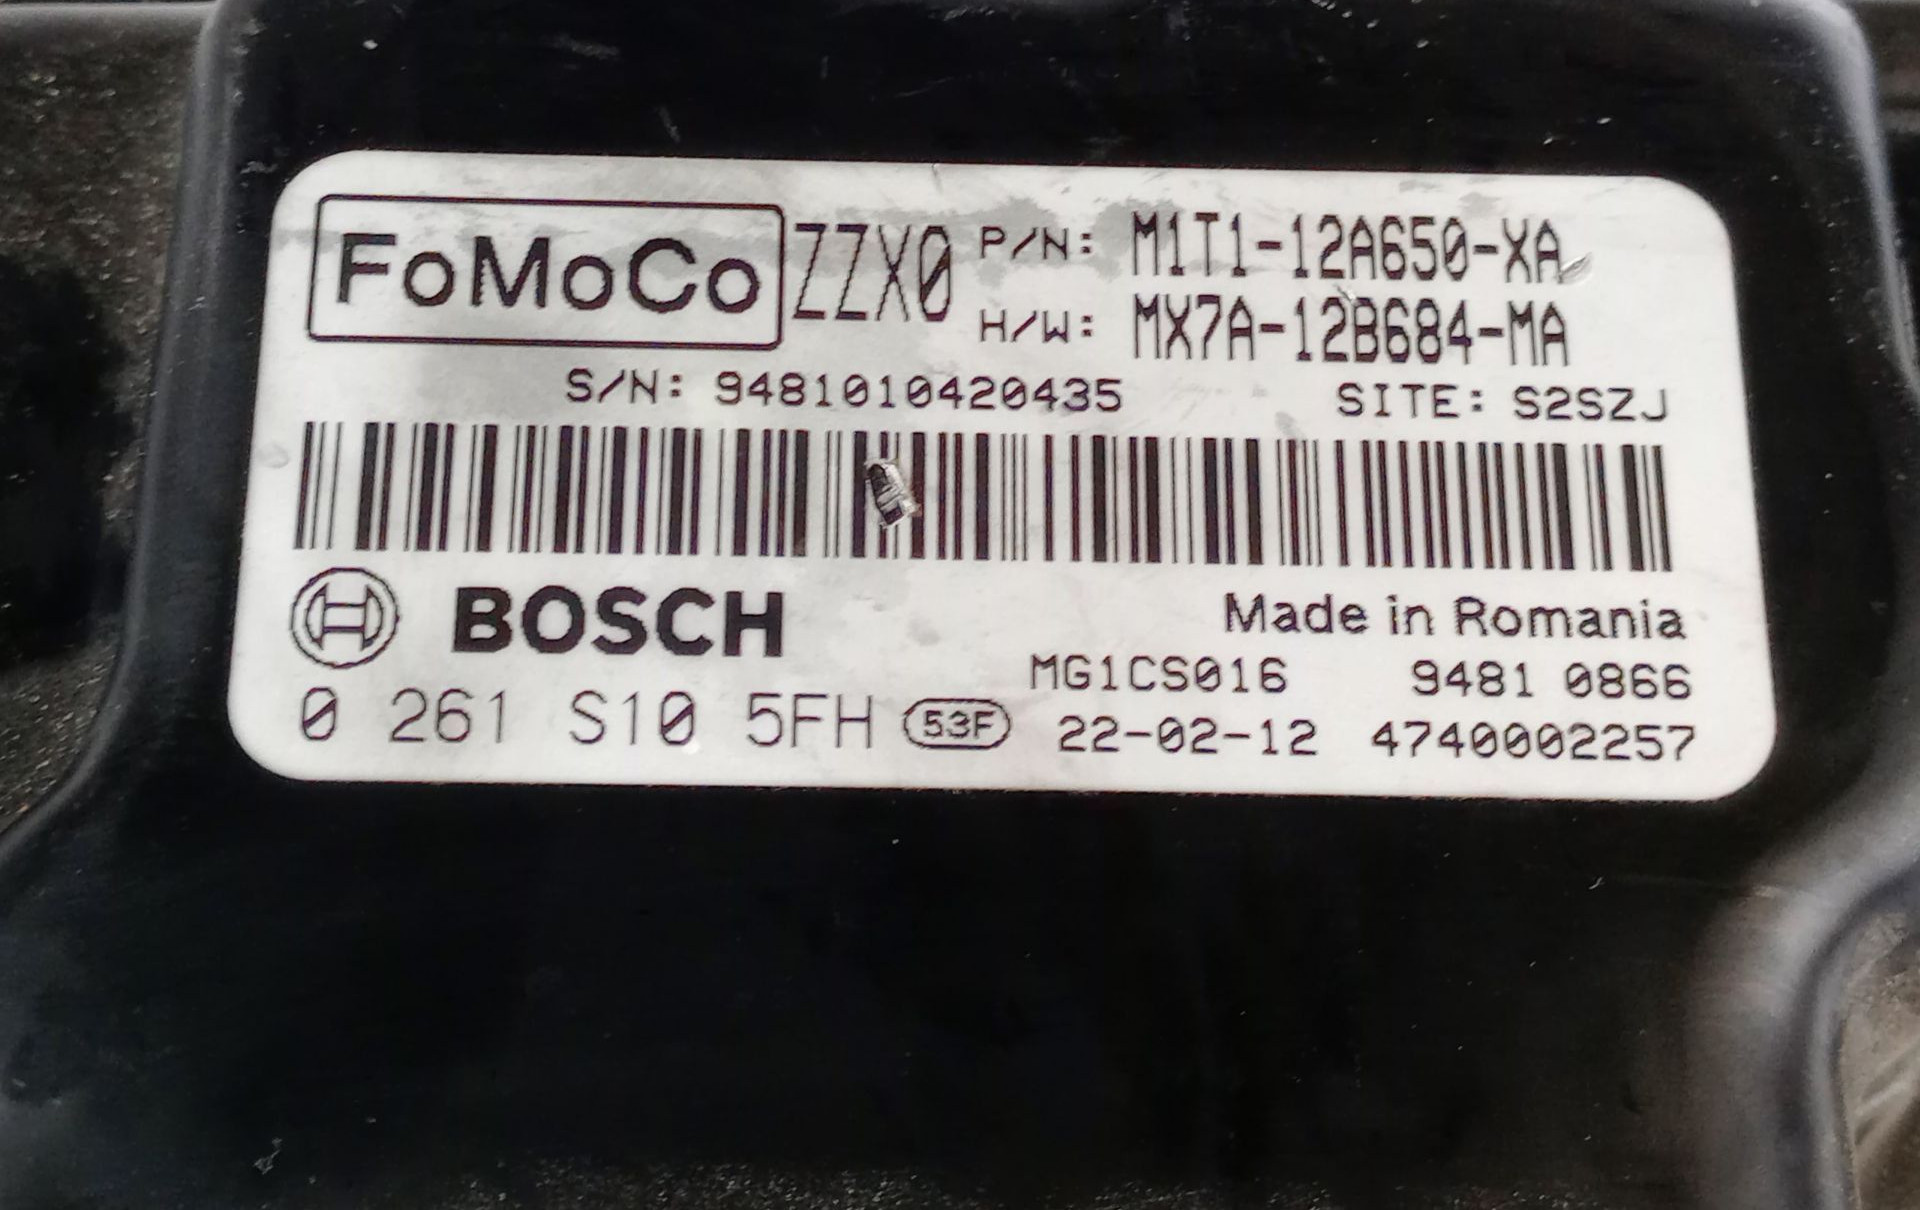 FoMoCo ZZX0 P/N: M1T1-12A650-XA
H/W: MX7A-12B684-MA
S/N: 9481010420435 SITE: S2SZJ
BOSCH Made in Romania
MG1CS016 9481 0866
0 261 S10 5FH 53F 22-02-12 4740002257